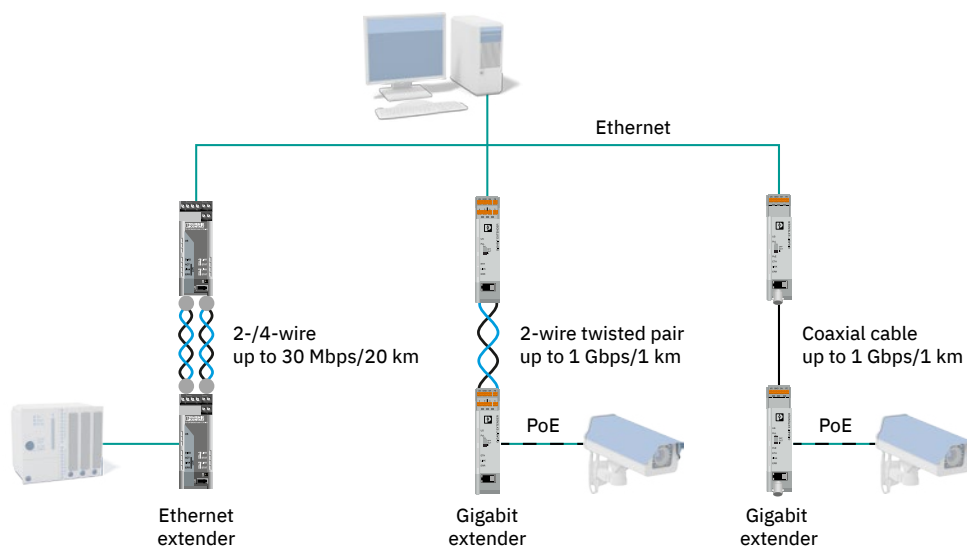 Ethernet
2-/4-wire
up to 30 Mbps/20 km
2-wire twisted pair
up to 1 Gbps/1 km
Coaxial cable
up to 1 Gbps/1 km
PoE
PoE
Ethernet
extender
Gigabit
extender
Gigabit
extender